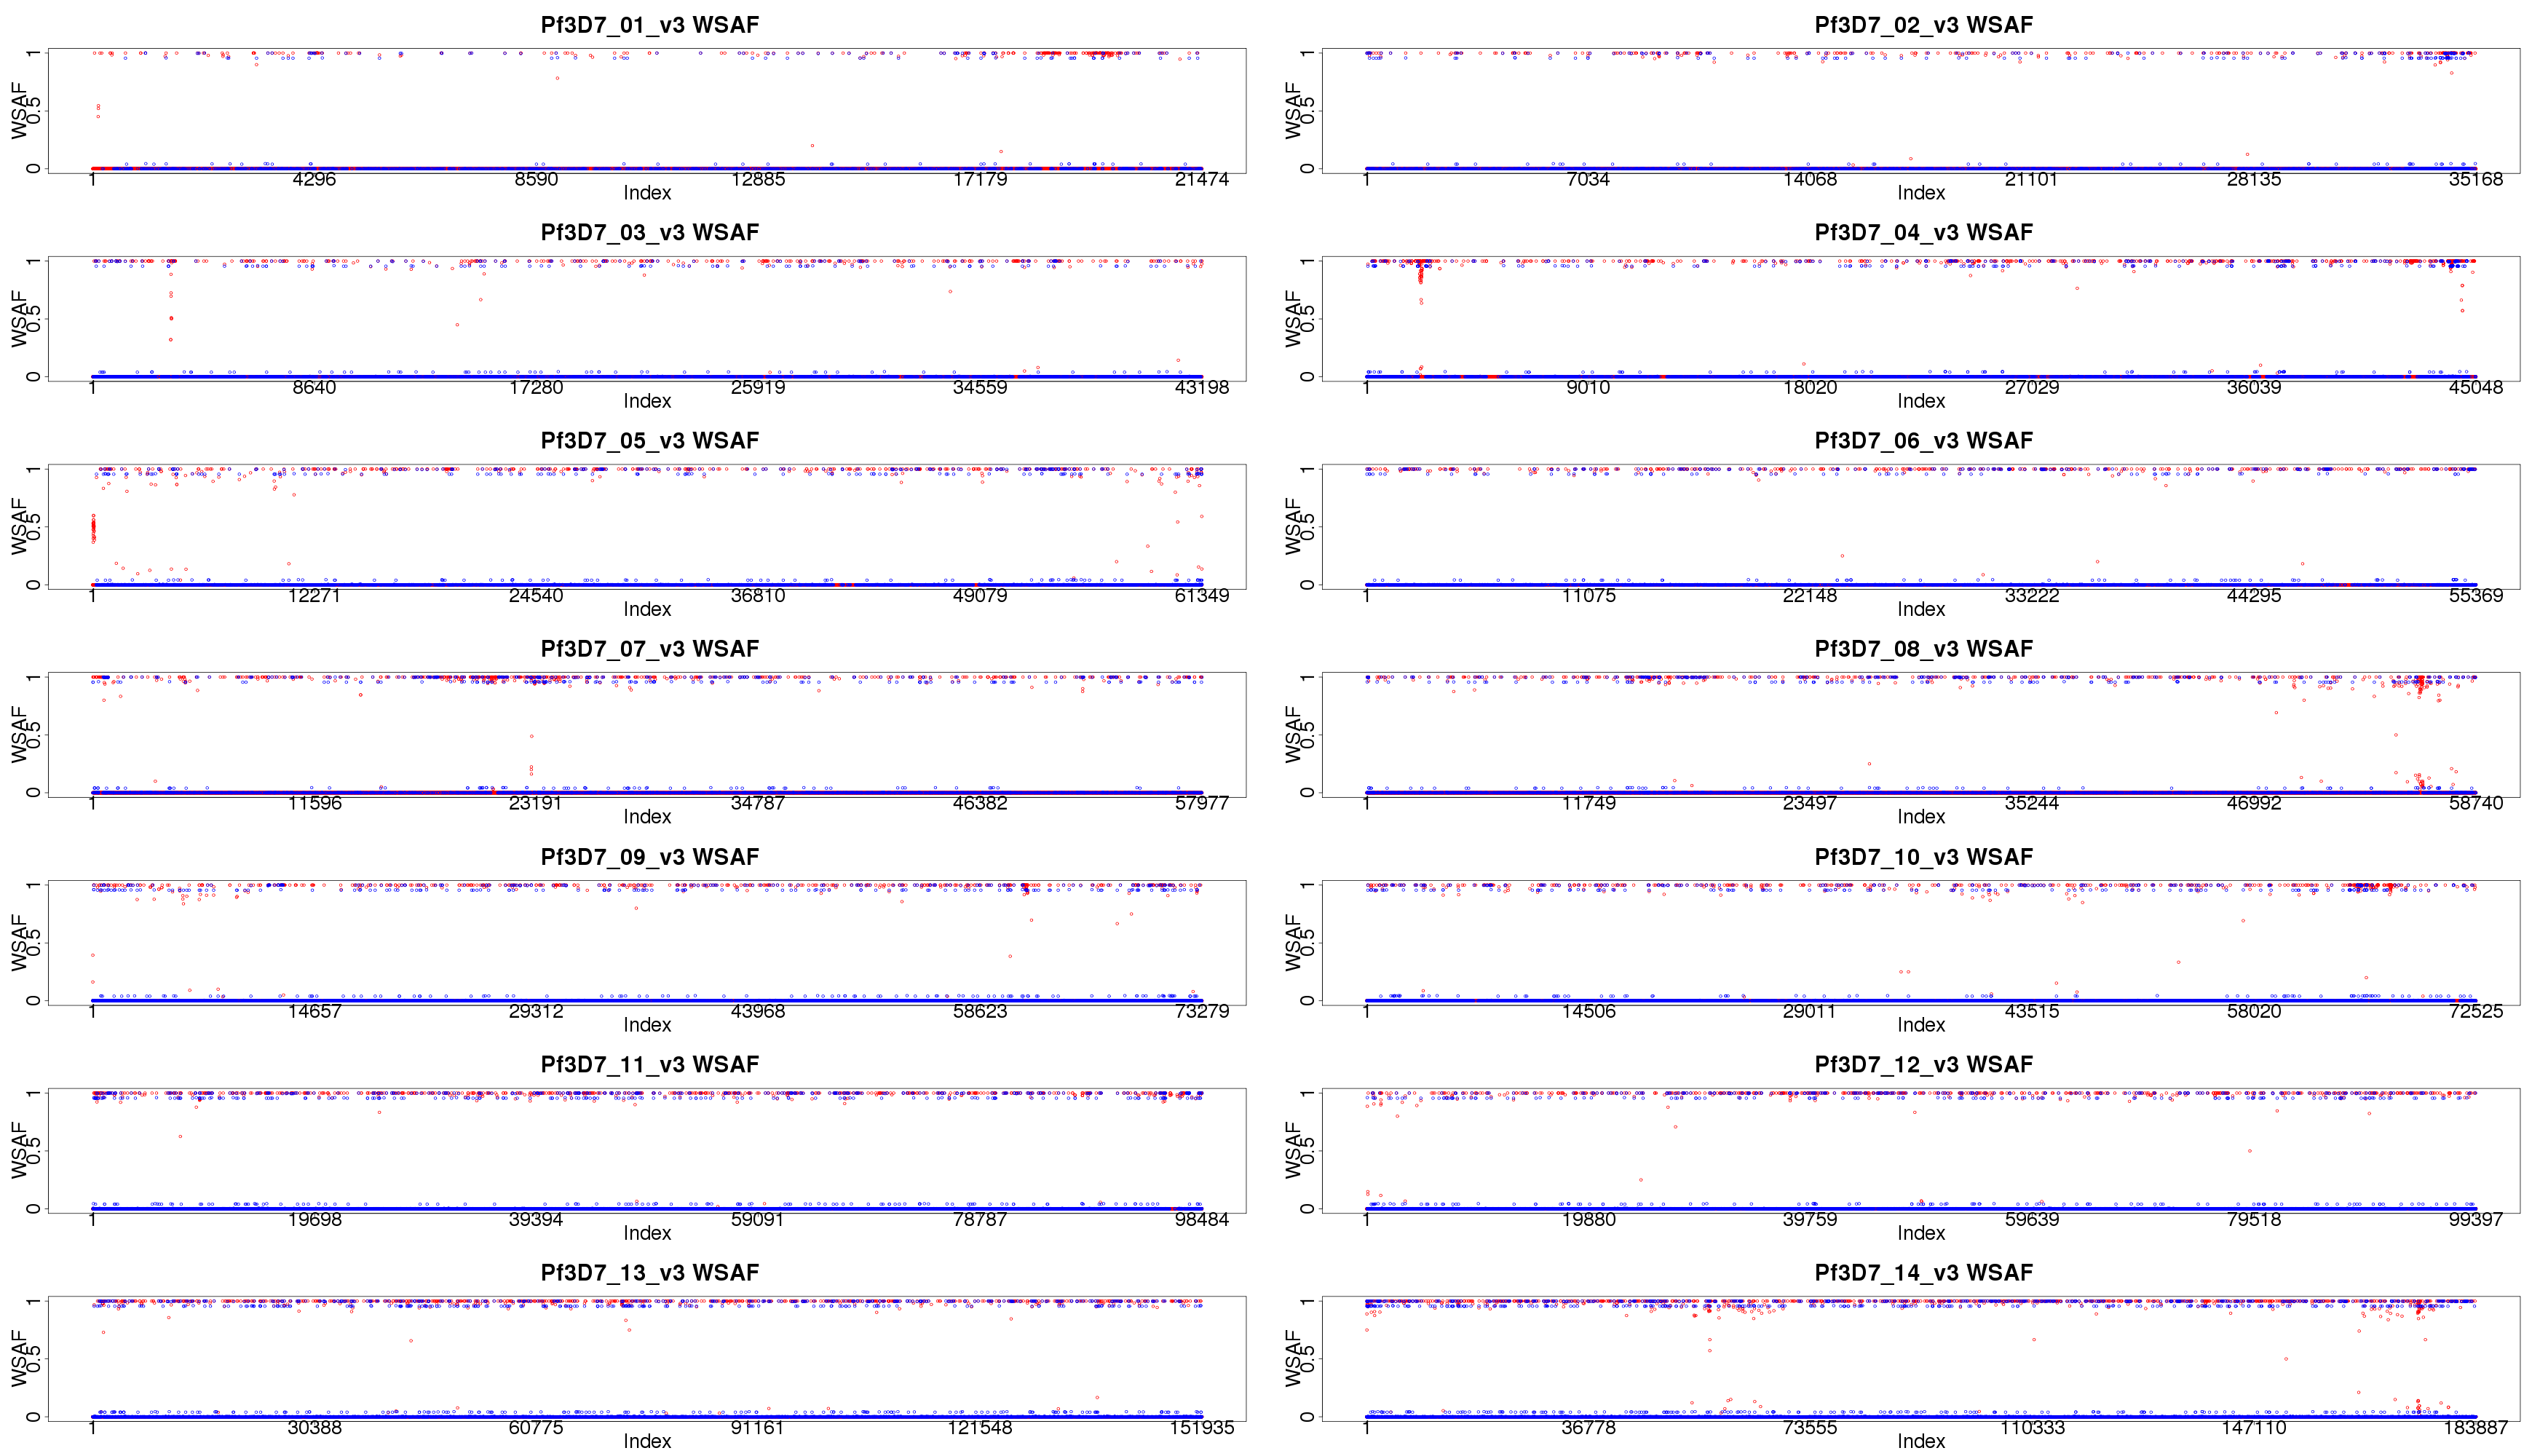 Pf3D7_01_v3 WSAF
WSAF
0 0.5 1
1 4296 8590 12885 17179 21474
Index
Pf3D7_02_v3 WSAF
WSAF
0 0.5 1
1 7034 14068 21101 28135 35168
Index
Pf3D7_03_v3 WSAF
WSAF
0 0.5 1
1 8640 17280 25919 34559 43198
Index
Pf3D7_04_v3 WSAF
WSAF
0 0.5 1
1 9010 18020 27029 36039 45048
Index
Pf3D7_05_v3 WSAF
WSAF
0 0.5 1
1 12271 24540 36810 49079 61349
Index
Pf3D7_06_v3 WSAF
WSAF
0 0.5 1
1 11075 22148 33222 44295 55369
Index
Pf3D7_07_v3 WSAF
WSAF
0 0.5 1
1 11596 23191 34787 46382 57977
Index
Pf3D7_08_v3 WSAF
WSAF
0 0.5 1
1 11749 23497 35244 46992 58740
Index
Pf3D7_09_v3 WSAF
WSAF
0 0.5 1
1 14657 29312 43968 58623 73279
Index
Pf3D7_10_v3 WSAF
WSAF
0 0.5 1
1 14506 29011 43515 58020 72525
Index
Pf3D7_11_v3 WSAF
WSAF
0 0.5 1
1 19698 39394 59091 78787 98484
Index
Pf3D7_12_v3 WSAF
WSAF
0 0.5 1
1 19880 39759 59639 79518 99397
Index
Pf3D7_13_v3 WSAF
WSAF
0 0.5 1
1 30388 60775 91161 121548 151935
Index
Pf3D7_14_v3 WSAF
WSAF
0 0.5 1
1 36778 73555 110333 147110 183887
Index